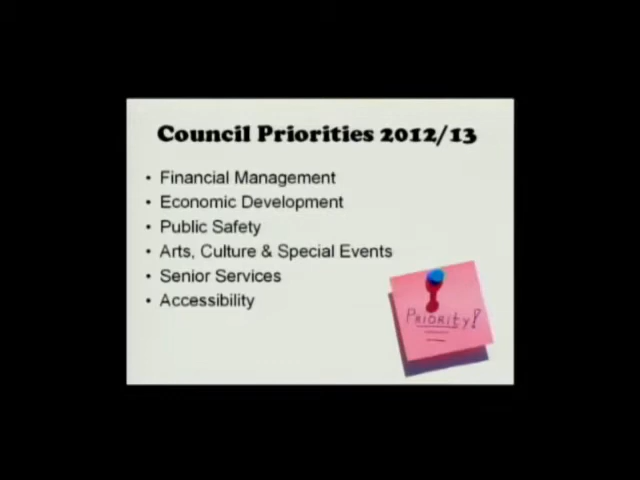 Council Priorities 2012/13
• Financial Management
• Economic Development
• Public Safety
• Arts, Culture & Special Events
• Senior Services
• Accessibility
PRIORITY!